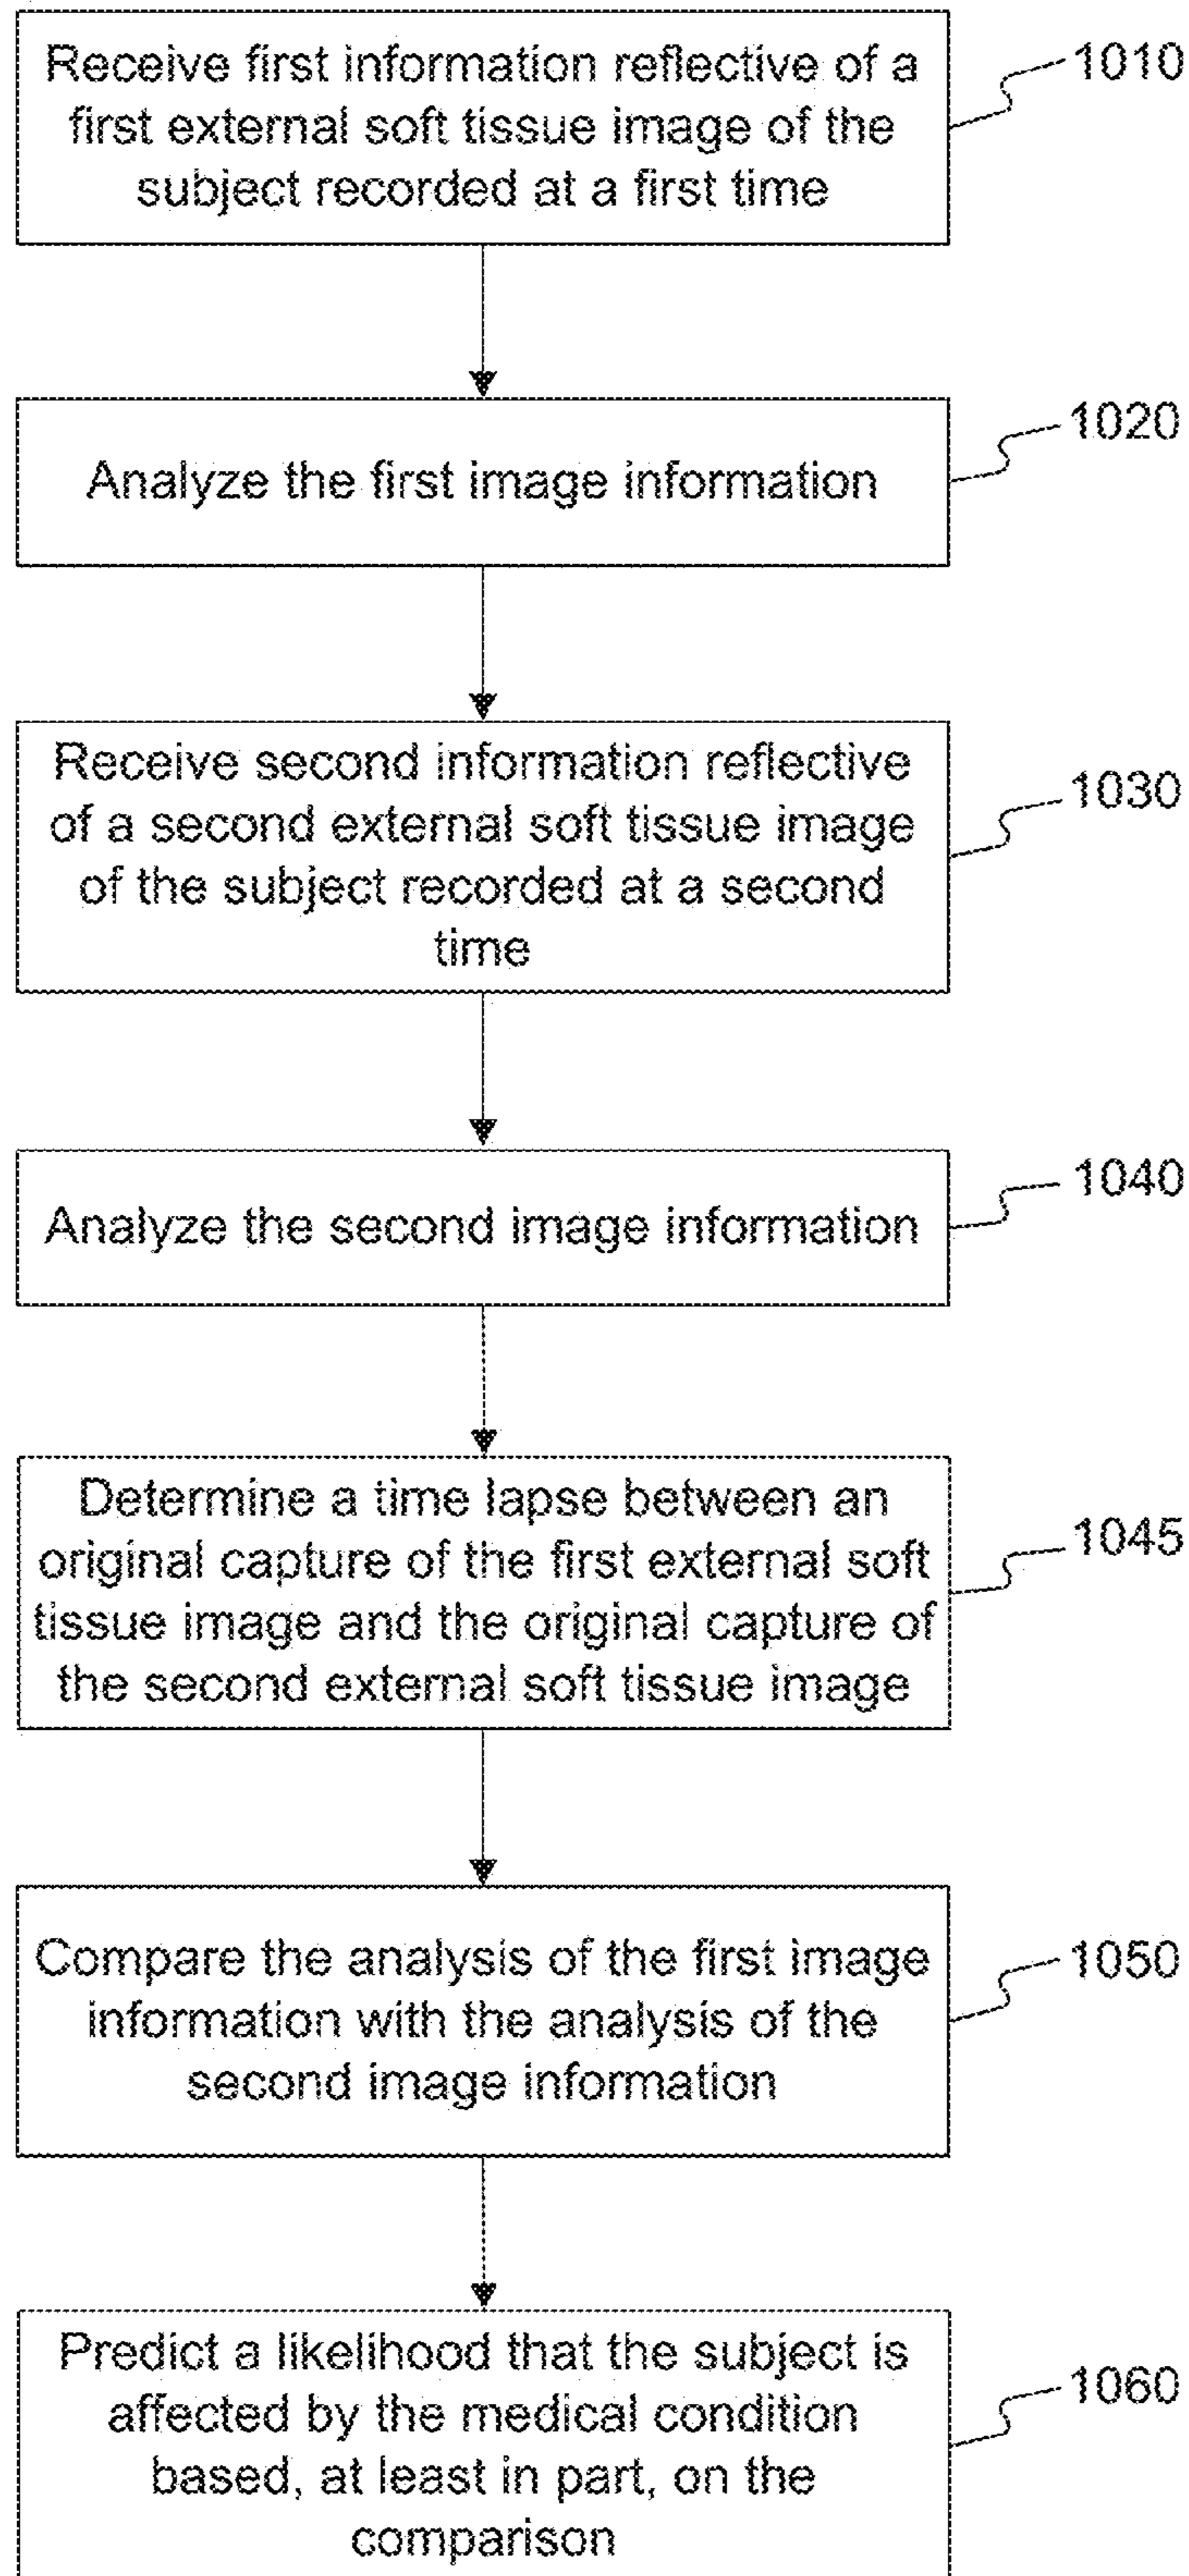 Receive first information reflective of a
first external soft tissue image of the
subject recorded at a first time
1010
Analyze the first image information
1020
Receive second information reflective
of a second external soft tissue image
of the subject recorded at a second
time
1030
Analyze the second image information
1040
Determine a time lapse between an
original capture of the first external soft
tissue image and the original capture of
the second external soft tissue image
1045
Compare the analysis of the first image
information with the analysis of the
second image information
1050
Predict a likelihood that the subject is
affected by the medical condition
based, at least in part, on the
comparison
1060